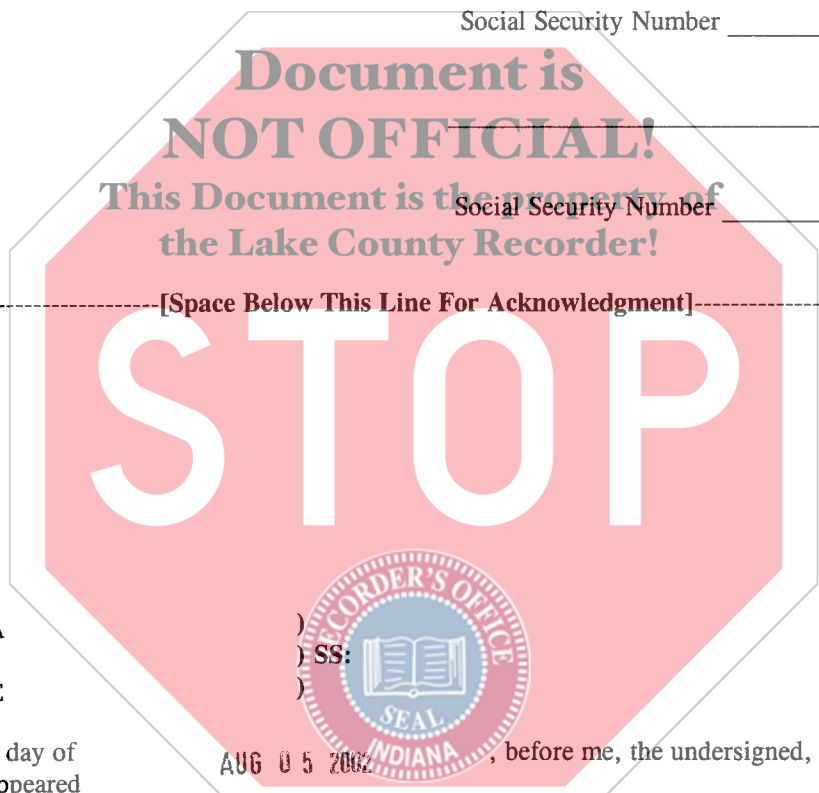 Social Security Number
Document is
NOT OFFICIAL!
This Document is the property of
Social Security Number
the Lake County Recorder!
[Space Below This Line For Acknowledgment]
STOP
RECORDER'S OFFICE
)
) SS:
)
SEAL
INDIANA
day of AUG 05 2002, before me, the undersigned,